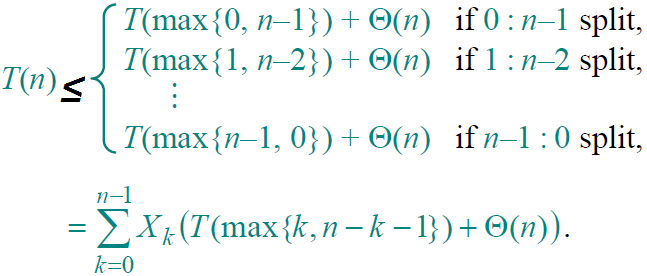 T(max{0, n–1}) + Θ(n) if 0 : n–1 split,
T(max{1, n–2}) + Θ(n) if 1 : n–2 split,
T(n) ≤ { ⋮
T(max{n–1, 0}) + Θ(n) if n–1 : 0 split,
= ∑_{k=0}^{n−1} X_k (T(max{k, n − k − 1}) + Θ(n)).